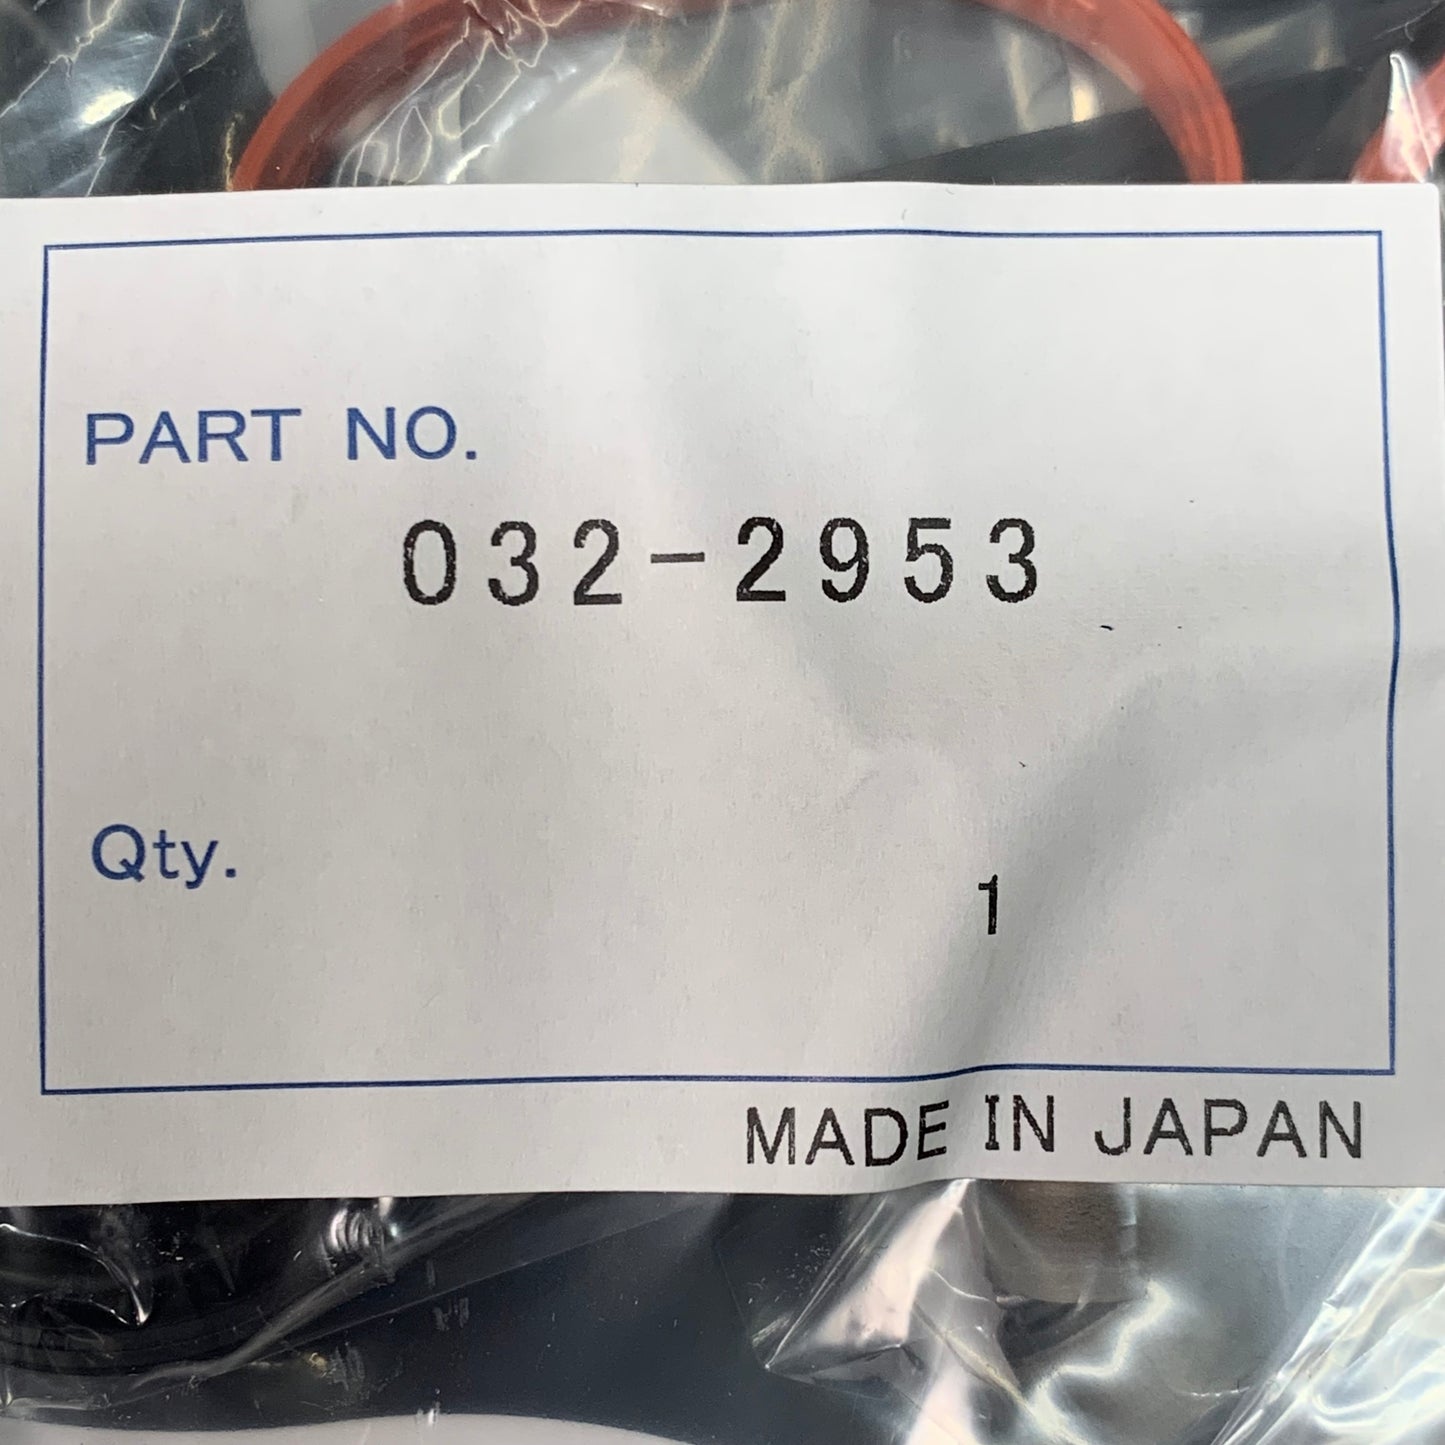 PART NO.
032-2953
Qty.
1
MADE IN JAPAN